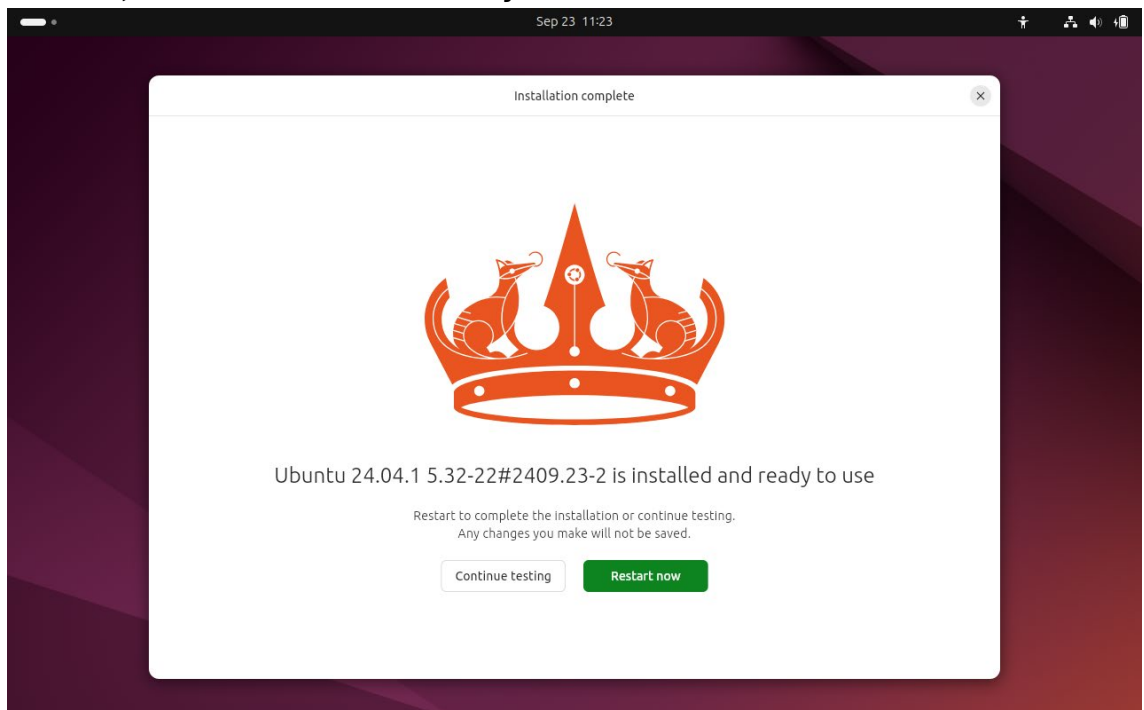 Sep 23 11:23
Installation complete
Ubuntu 24.04.1 5.32-22#2409.23-2 is installed and ready to use
Restart to complete the installation or continue testing.
Any changes you make will not be saved.
Continue testing
Restart now